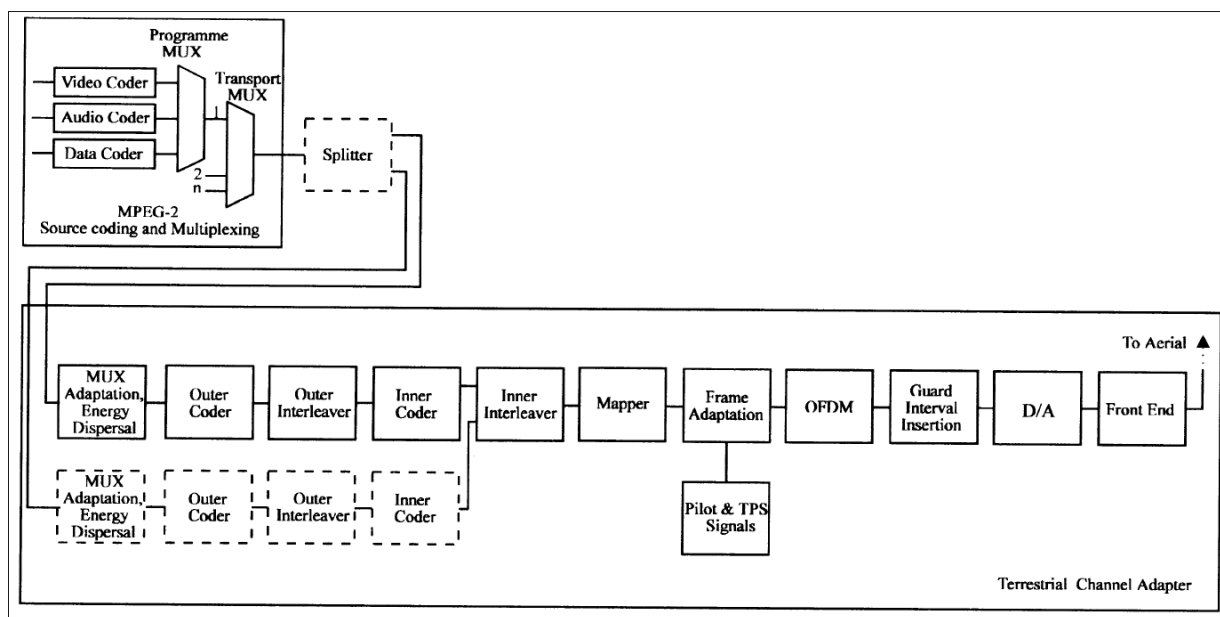 Programme
MUX
Video Coder
Audio Coder
Data Coder
1
Transport
MUX
2
n
MPEG-2
Source coding and Multiplexing
Splitter
To Aerial
MUX
Adaptation,
Energy
Dispersal
Outer
Coder
Outer
Interleaver
Inner
Coder
Inner
Interleaver
Mapper
Frame
Adaptation
OFDM
Guard
Interval
Insertion
D/A
Front End
MUX
Adaptation,
Energy
Dispersal
Outer
Coder
Outer
Interleaver
Inner
Coder
Pilot & TPS
Signals
Terrestrial Channel Adapter